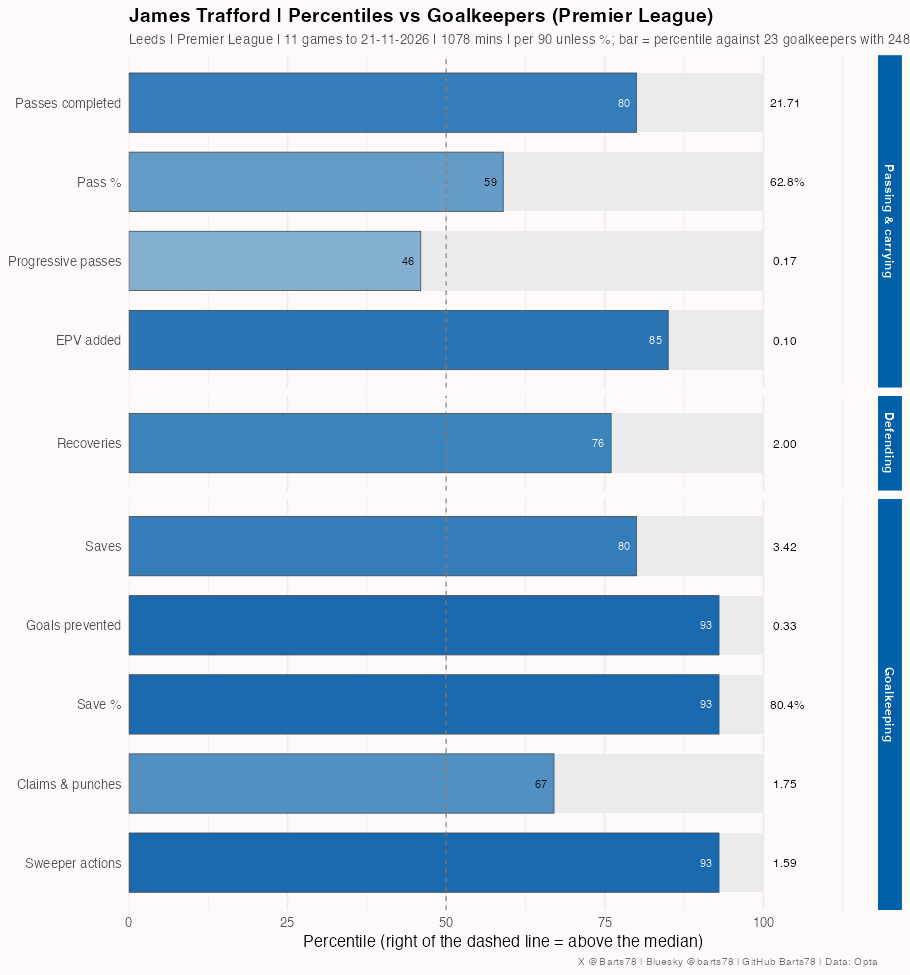 James Trafford | Percentiles vs Goalkeepers (Premier League)
Leeds | Premier League | 11 games to 21-11-2026 | 1078 mins | per 90 unless %; bar = percentile against 23 goalkeepers with 248
Passes completed 80 21.71
Pass % 59 62.8%
Progressive passes 46 0.17
EPV added 85 0.10
Passing & carrying
Recoveries 76 2.00
Defending
Saves 80 3.42
Goals prevented 93 0.33
Save % 93 80.4%
Claims & punches 67 1.75
Sweeper actions 93 1.59
Goalkeeping
0 25 50 75 100
Percentile (right of the dashed line = above the median)
X @Barts78 | Bluesky @barts78 | GitHub Barts78 | Data: Opta